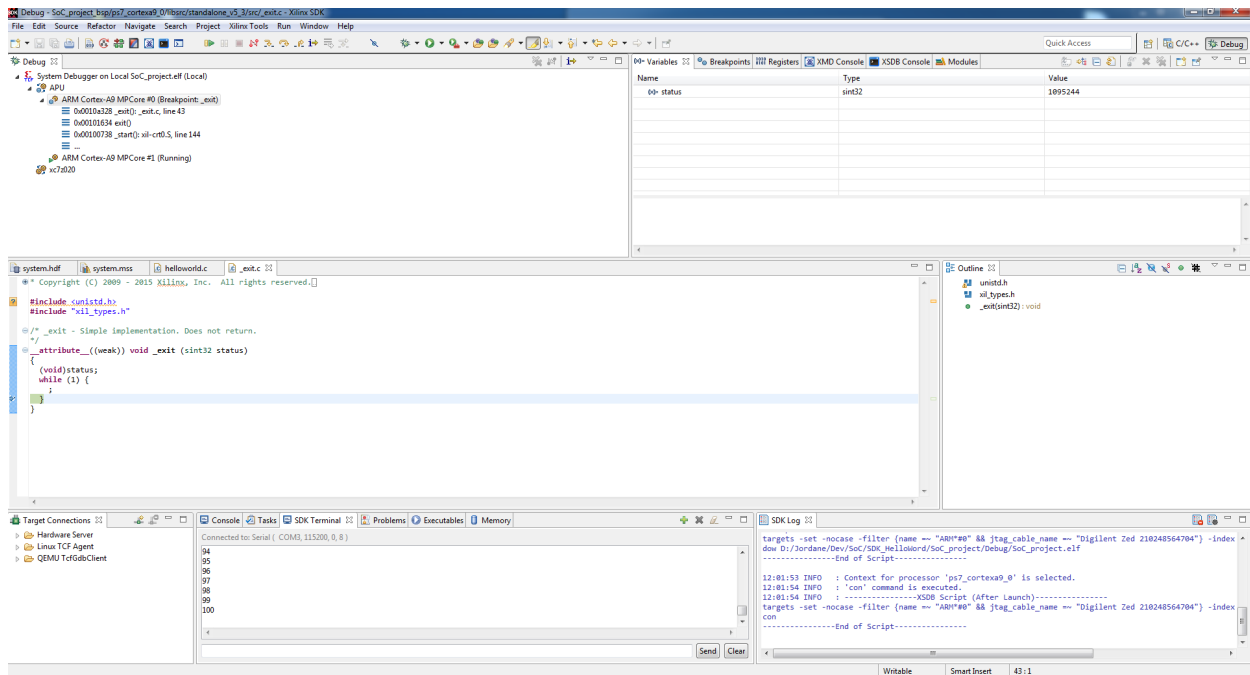 Debug - SoC_project_bsp/ps7_cortexa9_0/libsrc/standalone_v5_3/src/_exit.c - Xilinx SDK
File Edit Source Refactor Navigate Search Project Xilinx Tools Run Window Help
Quick Access C/C++ Debug
Debug
System Debugger on Local SoC_project.elf (Local)
APU
ARM Cortex-A9 MPCore #0 (Breakpoint: _exit)
0x0010a328 _exit(): _exit.c, line 43
0x00101634 exit()
0x00100738 _start(): xil-crt0.S, line 144
...
ARM Cortex-A9 MPCore #1 (Running)
xc7z020
(x)= Variables Breakpoints Registers XMD Console XSDB Console Modules
Name Type Value
(x)= status sint32 1095244
system.hdf system.mss helloworld.c _exit.c
* Copyright (C) 2009 - 2015 Xilinx, Inc.  All rights reserved.
#include <unistd.h>
#include "xil_types.h"
/* _exit - Simple implementation. Does not return.
*/
__attribute__((weak)) void _exit (sint32 status)
{
(void)status;
while (1) {
;
}
}
Outline
unistd.h
xil_types.h
_exit(sint32) : void
Target Connections
Hardware Server
Linux TCF Agent
QEMU TcfGdbClient
Console Tasks SDK Terminal Problems Executables Memory
Connected to: Serial ( COM3, 115200, 0, 8 )
94
95
96
97
98
99
100
Send Clear
SDK Log
targets -set -nocase -filter {name =~ "ARM*#0" && jtag_cable_name =~ "Digilent Zed 210248564704"} -index
dow D:/Jordane/Dev/SoC/SDK_HelloWord/SoC_project/Debug/SoC_project.elf
----------------End of Script----------------
12:01:53 INFO : Context for processor 'ps7_cortexa9_0' is selected.
12:01:54 INFO : 'con' command is executed.
12:01:54 INFO : ----------------XSDB Script (After Launch)----------------
targets -set -nocase -filter {name =~ "ARM*#0" && jtag_cable_name =~ "Digilent Zed 210248564704"} -index
con
----------------End of Script----------------
Writable Smart Insert 43 : 1